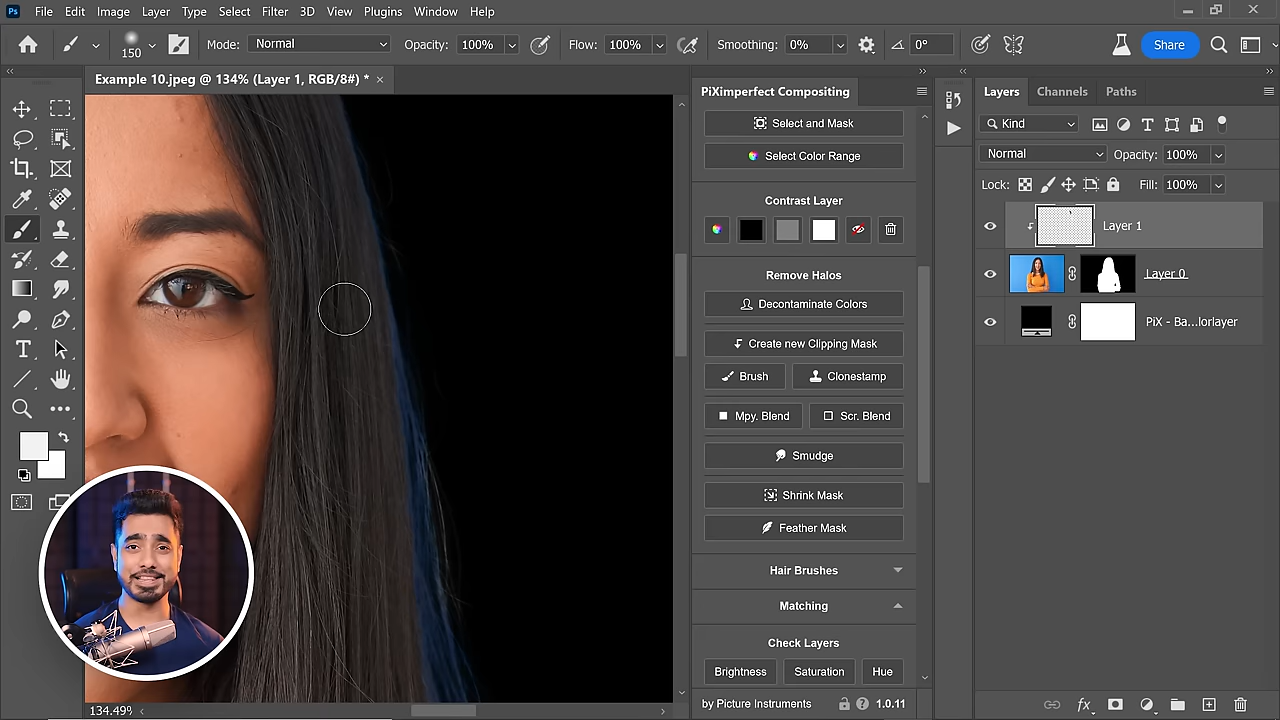 Ps File Edit Image Layer Type Select Filter 3D View Plugins Window Help
150 Mode: Normal Opacity: 100% Flow: 100% Smoothing: 0% 0° Share
Example 10.jpeg @ 134% (Layer 1, RGB/8#) * ×
PiXimperfect Compositing
Select and Mask
Select Color Range
Contrast Layer
Remove Halos
Decontaminate Colors
Create new Clipping Mask
Brush Clonestamp
Mpy. Blend Scr. Blend
Smudge
Shrink Mask
Feather Mask
Hair Brushes
Matching
Check Layers
Brightness Saturation Hue
by Picture Instruments 1.0.11
Layers Channels Paths
Kind
Normal Opacity: 100%
Lock: Fill: 100%
Layer 1
Layer 0
PiX - Ba...lorlayer
134.49%